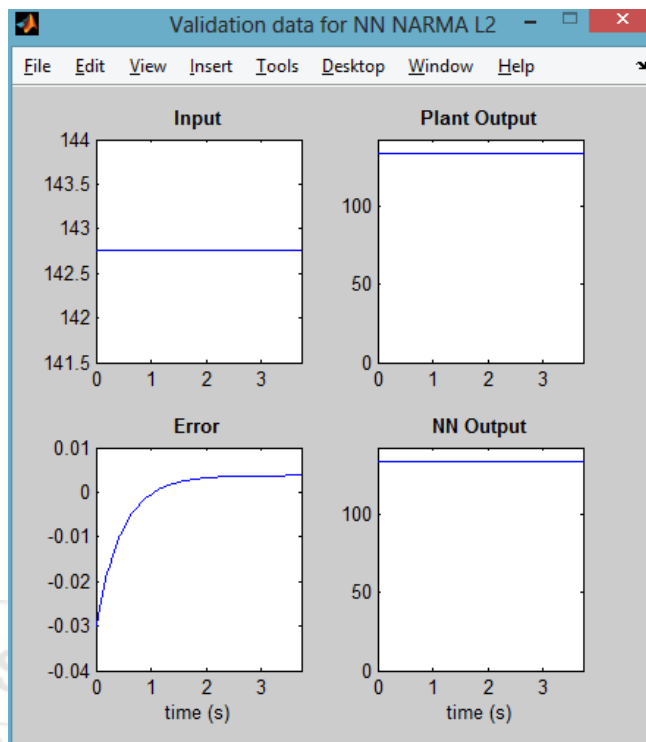 Validation data for NN NARMA L2
File Edit View Insert Tools Desktop Window Help
Input
144
143.5
143
142.5
142
141.5
0 1 2 3
Plant Output
100
50
0
0 1 2 3
Error
0.01
0
-0.01
-0.02
-0.03
-0.04
0 1 2 3
time (s)
NN Output
100
50
0
0 1 2 3
time (s)